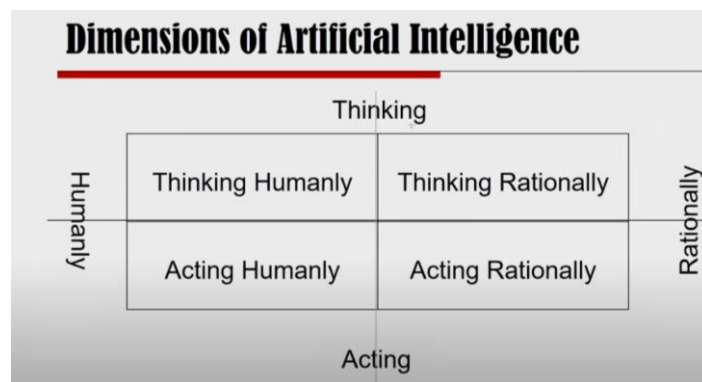 Dimensions of Artificial Intelligence
Thinking
Humanly
Thinking Humanly
Thinking Rationally
Rationally
Acting Humanly
Acting Rationally
Acting